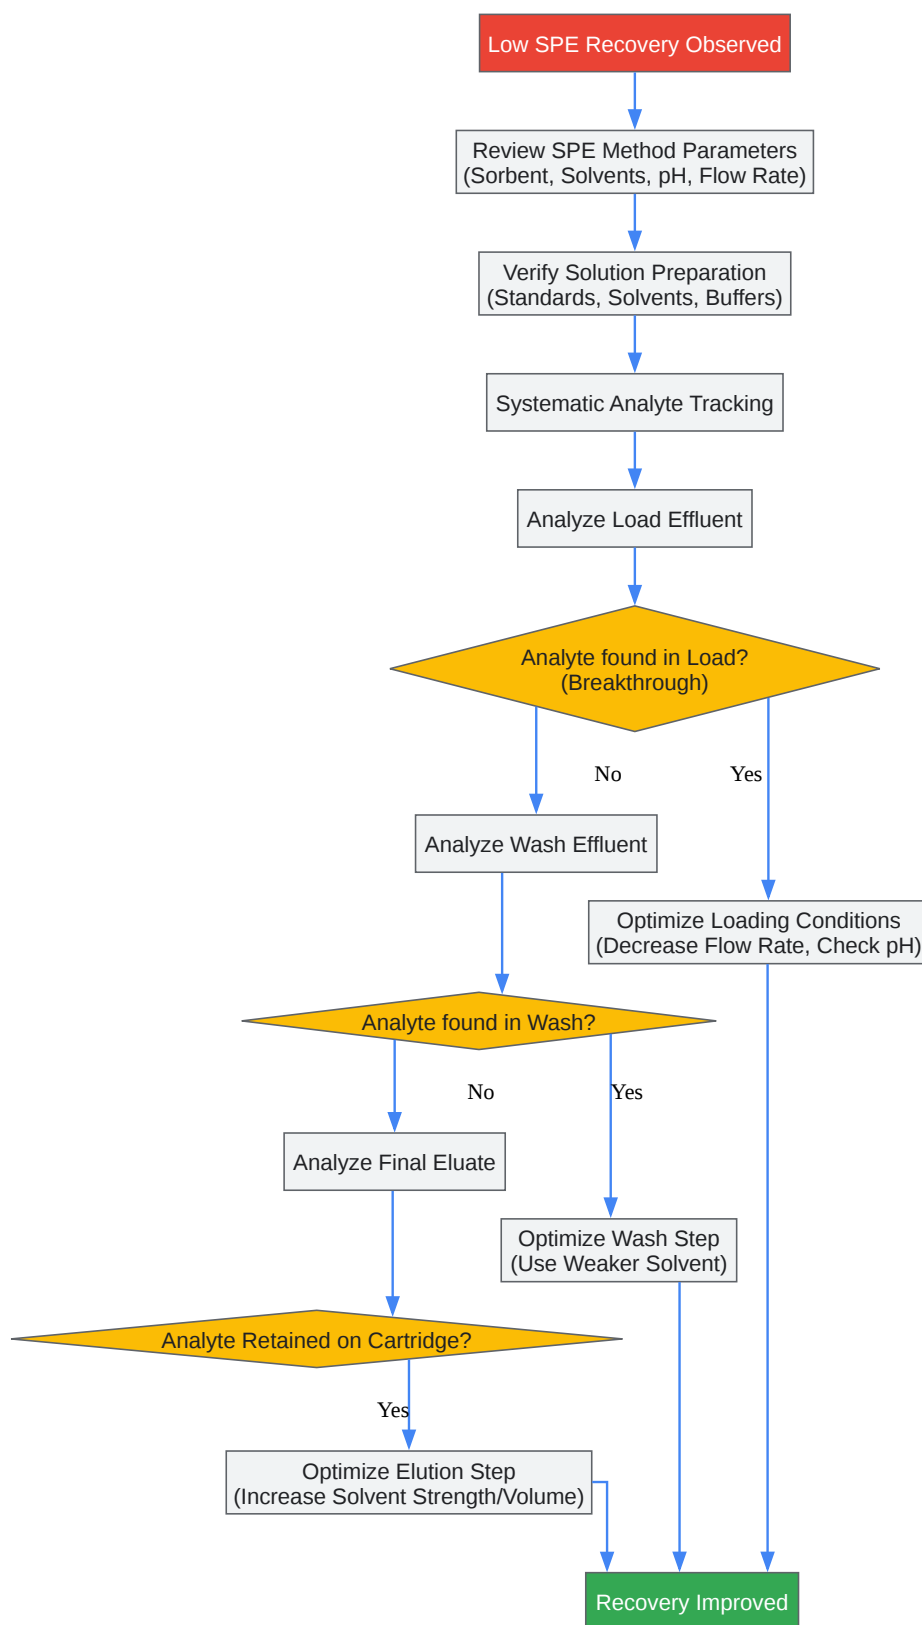 Low SPE Recovery Observed
Review SPE Method Parameters
(Sorbent, Solvents, pH, Flow Rate)
Verify Solution Preparation
(Standards, Solvents, Buffers)
Systematic Analyte Tracking
Analyze Load Effluent
Analyte found in Load?
(Breakthrough)
No
Yes
Analyze Wash Effluent
Optimize Loading Conditions
(Decrease Flow Rate, Check pH)
Analyte found in Wash?
No
Yes
Analyze Final Eluate
Optimize Wash Step
(Use Weaker Solvent)
Analyte Retained on Cartridge?
Yes
Optimize Elution Step
(Increase Solvent Strength/Volume)
Recovery Improved